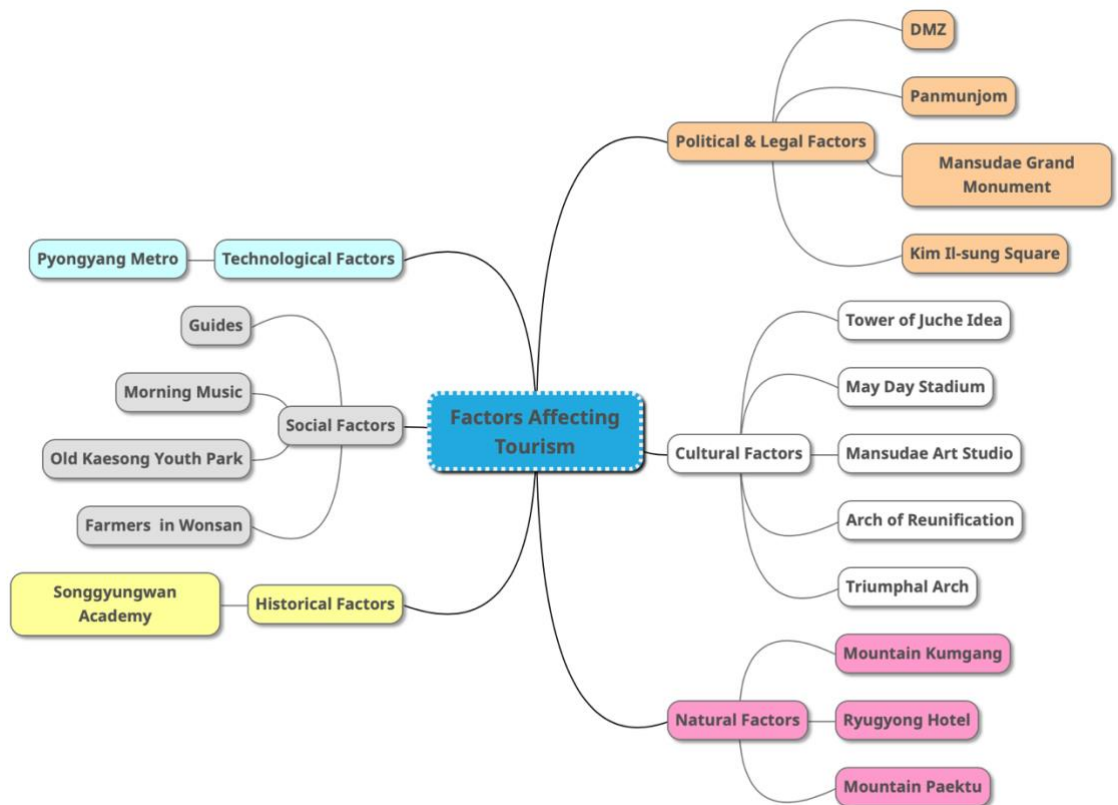 Factors Affecting
Tourism
Political & Legal Factors
DMZ
Panmunjom
Mansudae Grand
Monument
Kim Il-sung Square
Cultural Factors
Tower of Juche Idea
May Day Stadium
Mansudae Art Studio
Arch of Reunification
Triumphal Arch
Natural Factors
Mountain Kumgang
Ryugyong Hotel
Mountain Paektu
Technological Factors
Pyongyang Metro
Social Factors
Guides
Morning Music
Old Kaesong Youth Park
Farmers  in Wonsan
Historical Factors
Songgyungwan
Academy